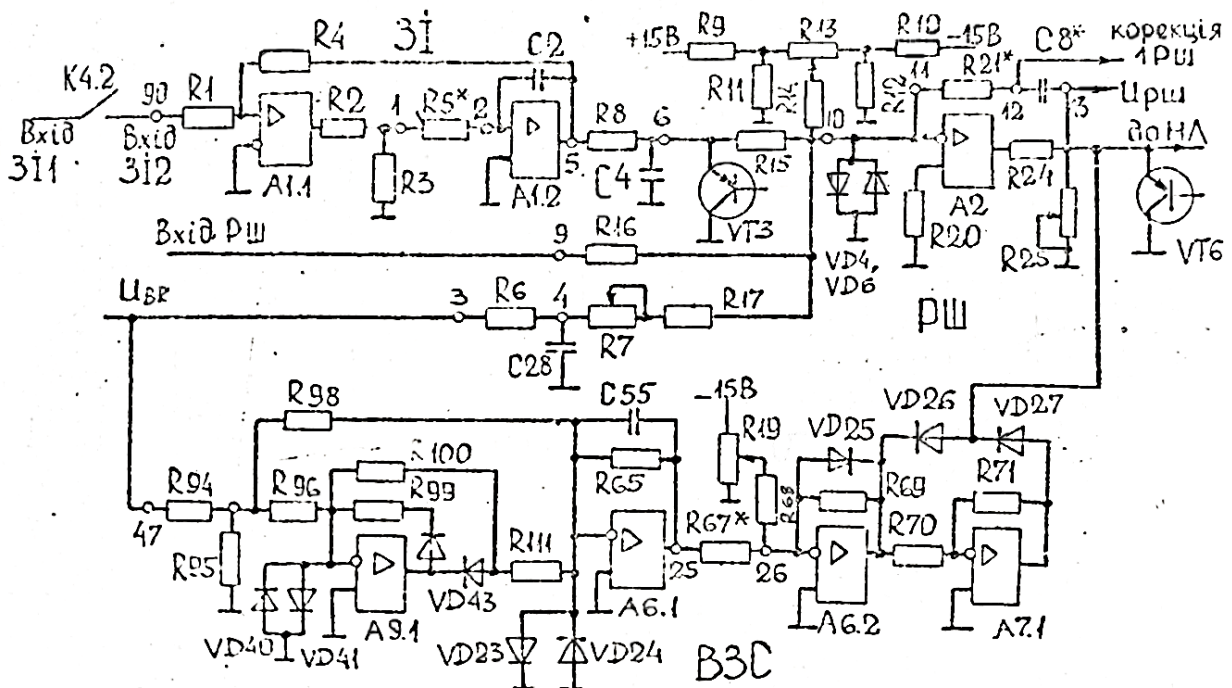 R4
ЗІ
C2
R9
R13
R10
+15В
–15В
C8*
корекція
1РШ
К4.2
90
R1
R2
1
R5*
2
R8
6
R11
R14
R12
11
R21*
12
13
Uрш
Вхід
ЗІ1
Вхід
ЗІ2
A1.1
R3
A1.2
5
C4
VT3
R15
10
VD4,
VD6
R20
A2
R24
R25
до НЛ
VT6
Вхід РШ
9
R16
РШ
Uвк
3
R6
4
R7
R17
C28
R98
C55
–15В
R19
VD25
VD26
VD27
R94
47
R96
R100
R99
R95
R111
R65
R67*
R68
R69
R70
R71
25
26
VD40
VD41
A9.1
VD43
A6.1
A6.2
A7.1
VD23
VD24
ВЗС